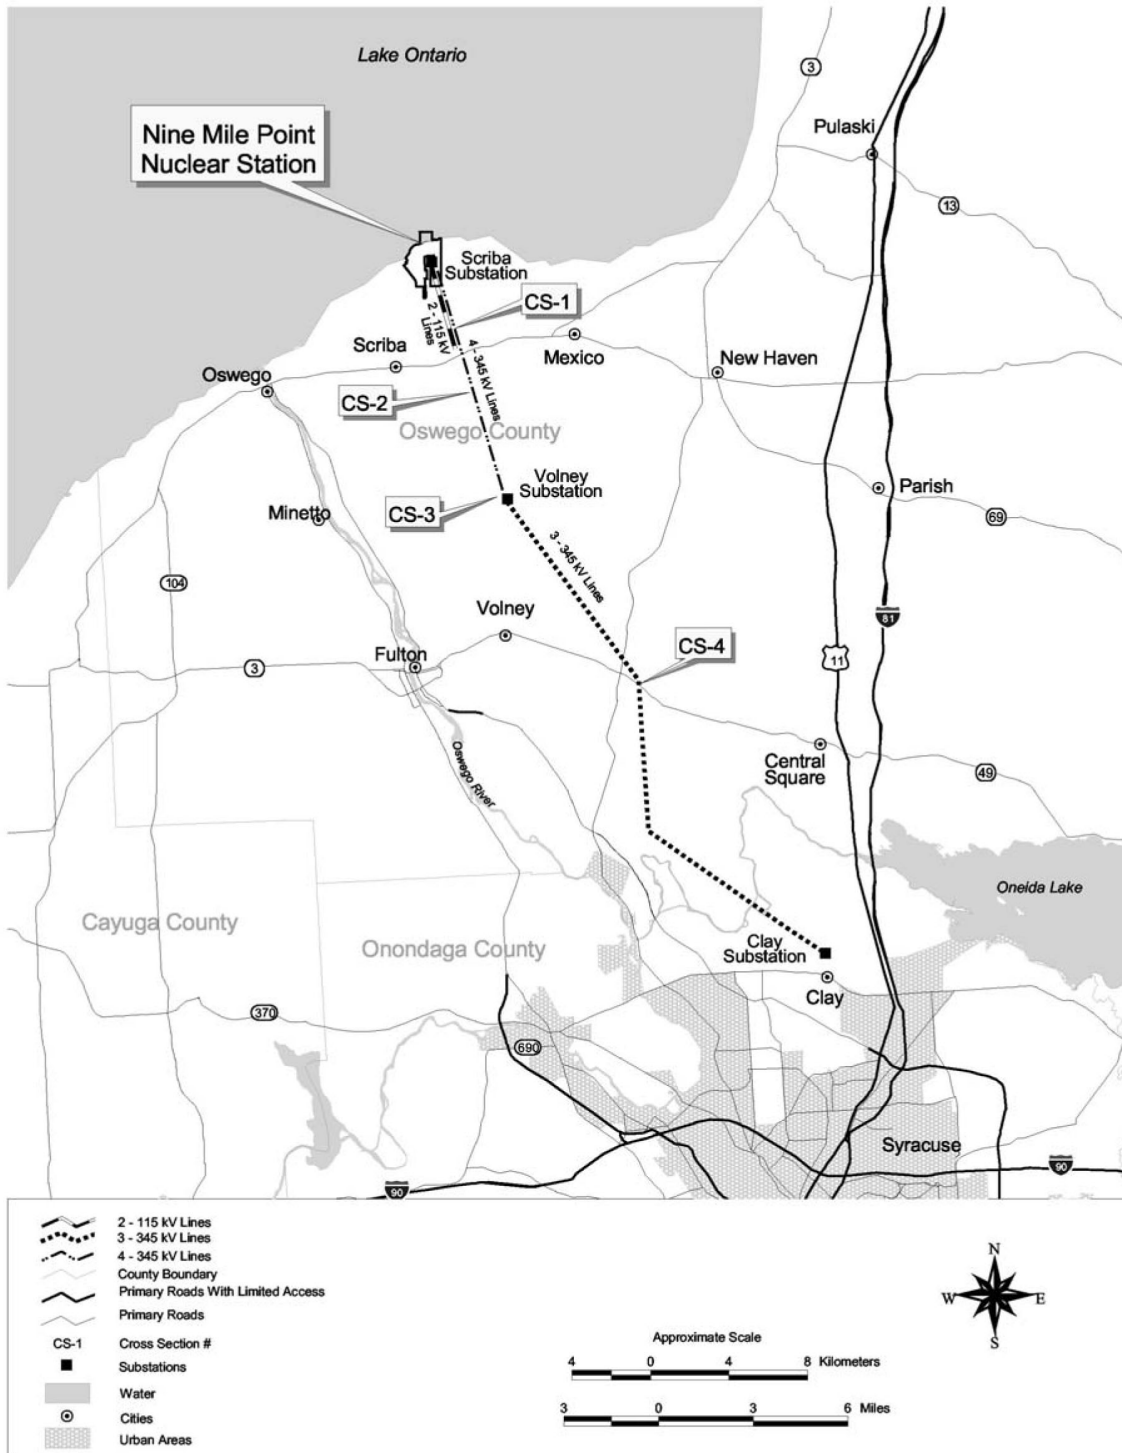 Lake Ontario
3
Nine Mile Point
Nuclear Station
Pulaski
13
Scriba
Substation
CS-1
2 - 115 kV
Lines
4 - 345 kV Lines
Scriba
Mexico
New Haven
Oswego
CS-2
Oswego County
Volney
Substation
Parish
CS-3
Minetto
69
3 - 345 kV Lines
104
Volney
81
CS-4
11
Fulton
3
Central
Square
49
Oswego River
Oneida Lake
Cayuga County
Onondaga County
Clay
Substation
Clay
370
690
Syracuse
90
90
2 - 115 kV Lines
3 - 345 kV Lines
4 - 345 kV Lines
County Boundary
Primary Roads With Limited Access
Primary Roads
CS-1 Cross Section #
Substations
Water
Cities
Urban Areas
N
W E
S
Approximate Scale
4 0 4 8 Kilometers
3 0 3 6 Miles